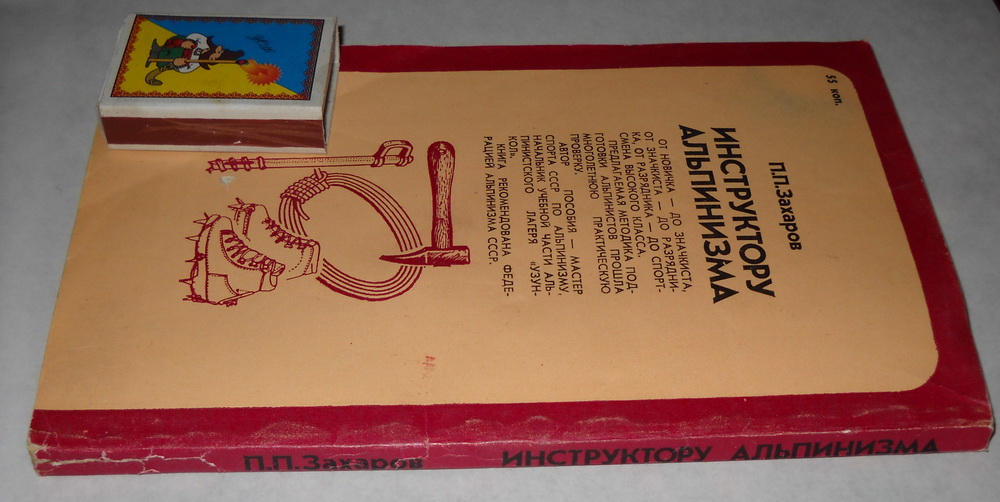 55 коп.
П.П.Захаров
ИНСТРУКТОРУ
АЛЬПИНИЗМА
ОТ НОВИЧКА — ДО ЗНАЧКИСТА,
ОТ ЗНАЧКИСТА — ДО РАЗРЯДНИ-
КА, ОТ РАЗРЯДНИКА — ДО СПОРТ-
СМЕНА ВЫСОКОГО КЛАССА.
ПРЕДЛАГАЕМАЯ МЕТОДИКА ПОД-
ГОТОВКИ АЛЬПИНИСТОВ ПРОШЛА
МНОГОЛЕТНЮЮ ПРАКТИЧЕСКУЮ
ПРОВЕРКУ.
АВТОР ПОСОБИЯ — МАСТЕР
СПОРТА СССР ПО АЛЬПИНИЗМУ,
НАЧАЛЬНИК УЧЕБНОЙ ЧАСТИ АЛЬ-
ПИНИСТСКОГО ЛАГЕРЯ «УЗУН-
КОЛ».
КНИГА РЕКОМЕНДОВАНА ФЕДЕ-
РАЦИЕЙ АЛЬПИНИЗМА СССР.
П.П.Захаров ИНСТРУКТОРУ АЛЬПИНИЗМА